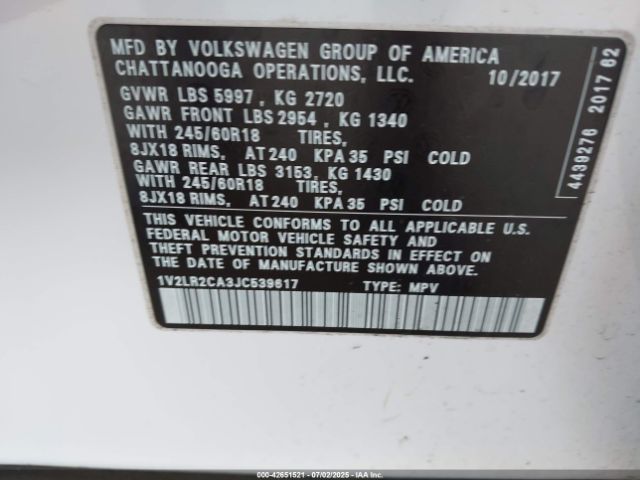 MFD BY VOLKSWAGEN GROUP OF AMERICA
CHATTANOOGA OPERATIONS, LLC. 10/2017
GVWR LBS 5997, KG 2720
GAWR FRONT LBS 2954, KG 1340
WITH 245/60R18 TIRES,
8JX18 RIMS, AT 240 KPA 35 PSI COLD
GAWR REAR LBS 3153, KG 1430
WITH 245/60R18 TIRES,
8JX18 RIMS, AT 240 KPA 35 PSI COLD
THIS VEHICLE CONFORMS TO ALL APPLICABLE U.S.
FEDERAL MOTOR VEHICLE SAFETY AND
THEFT PREVENTION STANDARDS IN EFFECT ON
THE DATE OF MANUFACTURE SHOWN ABOVE.
1V2LR2CA3JC539617 TYPE: MPV
4439276 2017 62
000-42651521 - 07/02/2025 - IAA Inc.